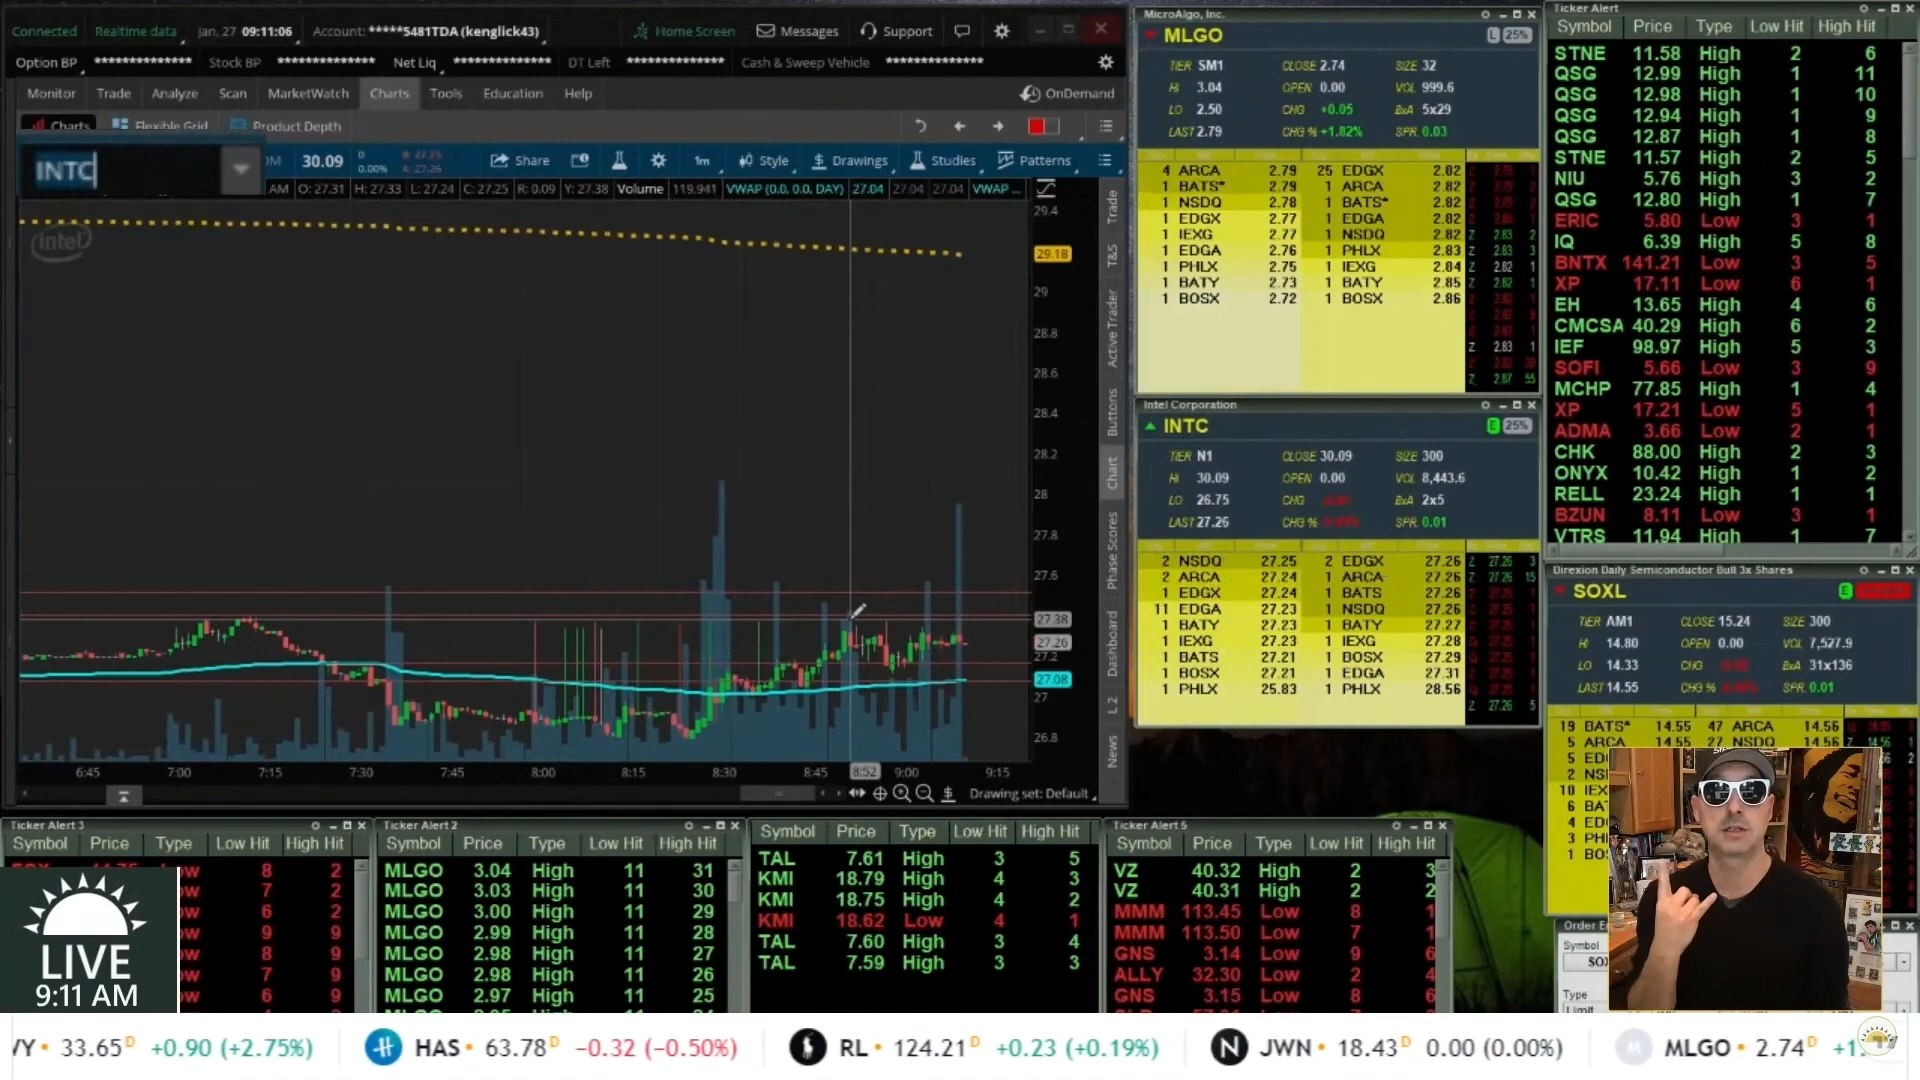 Connected Realtime data Jan, 27 09:11:06 Account: *****5481TDA (kenglick43) Home Screen Messages Support
Option BP ************** Stock BP ************** Net Liq ************** DT Left ************** Cash & Sweep Vehicle **************
Monitor Trade Analyze Scan MarketWatch Charts Tools Education Help OnDemand
Charts Flexible Grid Product Depth
INTC 30.09 0 0.00% B: 27.25 A: 27.26 Share 1m Style Drawings Studies Patterns
AM O: 27.31 H: 27.33 L: 27.24 C: 27.25 R: 0.09 Y: 27.38 Volume 119,941 VWAP (0.0, 0.0, DAY) 27.04 27.04 27.04 VWAP ...
intel
29.4
29.18
29
28.8
28.6
28.4
28.2
28
27.8
27.6
27.38
27.26
27.2
27.08
27
26.8
6:45 7:00 7:15 7:30 7:45 8:00 8:15 8:30 8:45 8:52 9:00 9:15
Drawing set: Default
Trade
T&S
Active Trader
Buttons
Chart
Phase Scores
Dashboard
L 2
News
MicroAlgo, Inc.
MLGO L 25%
TIER SM1 CLOSE 2.74 SIZE 32
HI 3.04 OPEN 0.00 VOL 999.6
LO 2.50 CHG +0.05 BxA 5x29
LAST 2.79 CHG % +1.82% SPR. 0.03
4 ARCA 2.79 25 EDGX 2.82
1 BATS* 2.79 1 ARCA 2.82
1 NSDQ 2.78 1 BATS* 2.82
1 EDGX 2.77 1 EDGA 2.82
1 IEXG 2.77 1 NSDQ 2.82
1 EDGA 2.76 1 PHLX 2.83
1 PHLX 2.75 1 IEXG 2.84
1 BATY 2.73 1 BATY 2.85
1 BOSX 2.72 1 BOSX 2.86
Intel Corporation
INTC E 25%
TIER N1 CLOSE 30.09 SIZE 300
HI 30.09 OPEN 0.00 VOL 8,443.6
LO 26.75 CHG BxA 2x5
LAST 27.26 CHG % SPR. 0.01
2 NSDQ 27.25 2 EDGX 27.26
2 ARCA 27.24 1 ARCA 27.26
1 EDGX 27.24 1 BATS 27.26
11 EDGA 27.23 1 NSDQ 27.26
1 BATY 27.23 1 BATY 27.27
1 IEXG 27.23 1 IEXG 27.28
1 BATS 27.21 1 BOSX 27.29
1 BOSX 27.21 1 EDGA 27.31
1 PHLX 25.83 1 PHLX 28.56
Ticker Alert
Symbol Price Type Low Hit High Hit
STNE 11.58 High 2 6
QSG 12.99 High 1 11
QSG 12.98 High 1 10
QSG 12.94 High 1 9
QSG 12.87 High 1 8
STNE 11.57 High 2 5
NIU 5.76 High 3 2
QSG 12.80 High 1 7
ERIC 5.80 Low 3 1
IQ 6.39 High 5 8
BNTX 141.21 Low 3 5
XP 17.11 Low 6 1
EH 13.65 High 4 6
CMCSA 40.29 High 6 2
IEF 98.97 High 5 3
SOFI 5.66 Low 3 9
MCHP 77.85 High 1 4
XP 17.21 Low 5 1
ADMA 3.66 Low 2 1
CHK 88.00 High 2 3
ONYX 10.42 High 1 2
RELL 23.24 High 1 1
BZUN 8.11 Low 3 1
VTRS 11.94 High 1 7
Direxion Daily Semiconductor Bull 3x Shares
SOXL E
TIER AM1 CLOSE 15.24 SIZE 300
HI 14.80 OPEN 0.00 VOL 7,527.9
LO 14.33 CHG BxA 31x136
LAST 14.55 CHG % SPR. 0.01
19 BATS* 14.55 47 ARCA 14.56
5 ARCA 14.55 27 NSDQ 14.56
Symbol
Type
Limit
Ticker Alert 3
Symbol Price Type Low Hit High Hit
8 2
7 2
6 2
9 9
8 9
7 9
6 9
Ticker Alert 2
Symbol Price Type Low Hit High Hit
MLGO 3.04 High 11 31
MLGO 3.03 High 11 30
MLGO 3.00 High 11 29
MLGO 2.99 High 11 28
MLGO 2.98 High 11 27
MLGO 2.98 High 11 26
MLGO 2.97 High 11 25
Symbol Price Type Low Hit High Hit
TAL 7.61 High 3 5
KMI 18.79 High 4 3
KMI 18.75 High 4 2
KMI 18.62 Low 4 1
TAL 7.60 High 3 4
TAL 7.59 High 3 3
Ticker Alert 5
Symbol Price Type Low Hit High Hit
VZ 40.32 High 2 3
VZ 40.31 High 2 2
MMM 113.45 Low 8 1
MMM 113.50 Low 7 1
GNS 3.14 Low 9 6
ALLY 32.30 Low 2 4
GNS 3.15 Low 8 6
LIVE
9:11 AM
33.65 D +0.90 (+2.75%) HAS 63.78 D −0.32 (−0.50%) RL 124.21 D +0.23 (+0.19%) JWN 18.43 D 0.00 (0.00%) MLGO 2.74 D